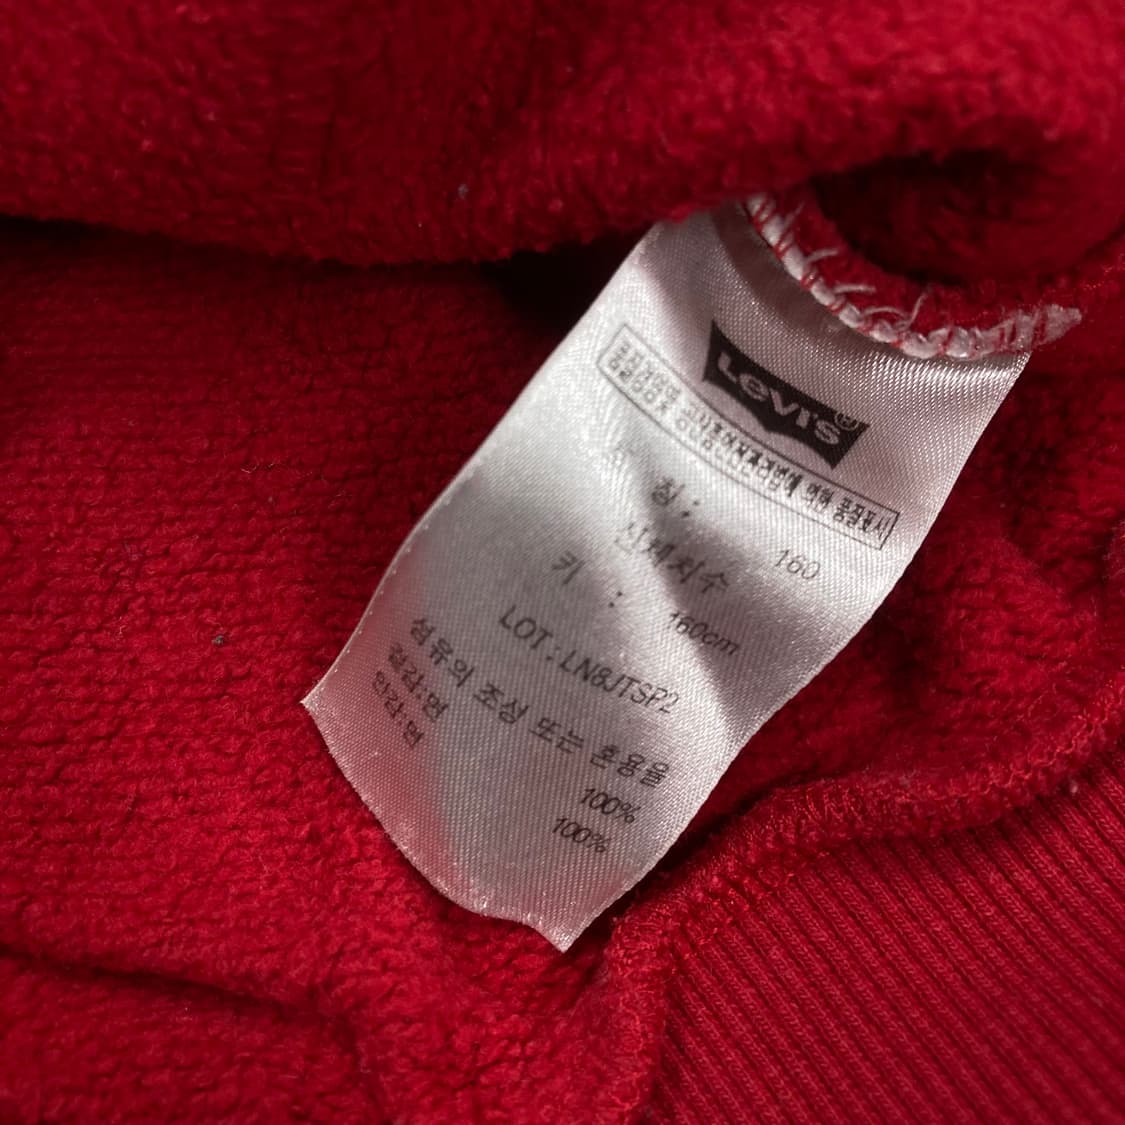 Levi's®
칭 : 160
신체치수
키 : 160cm
LOT : LN8JTSP2
섬유의 조성 또는 혼용율
겉감:면 100%
안감:면 100%